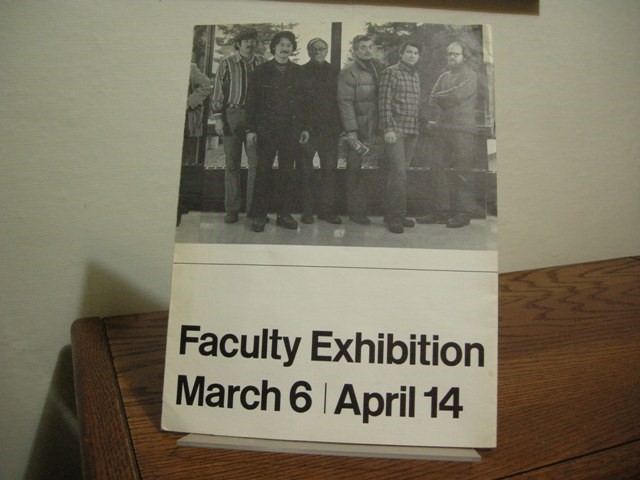 Faculty Exhibition
March 6 | April 14